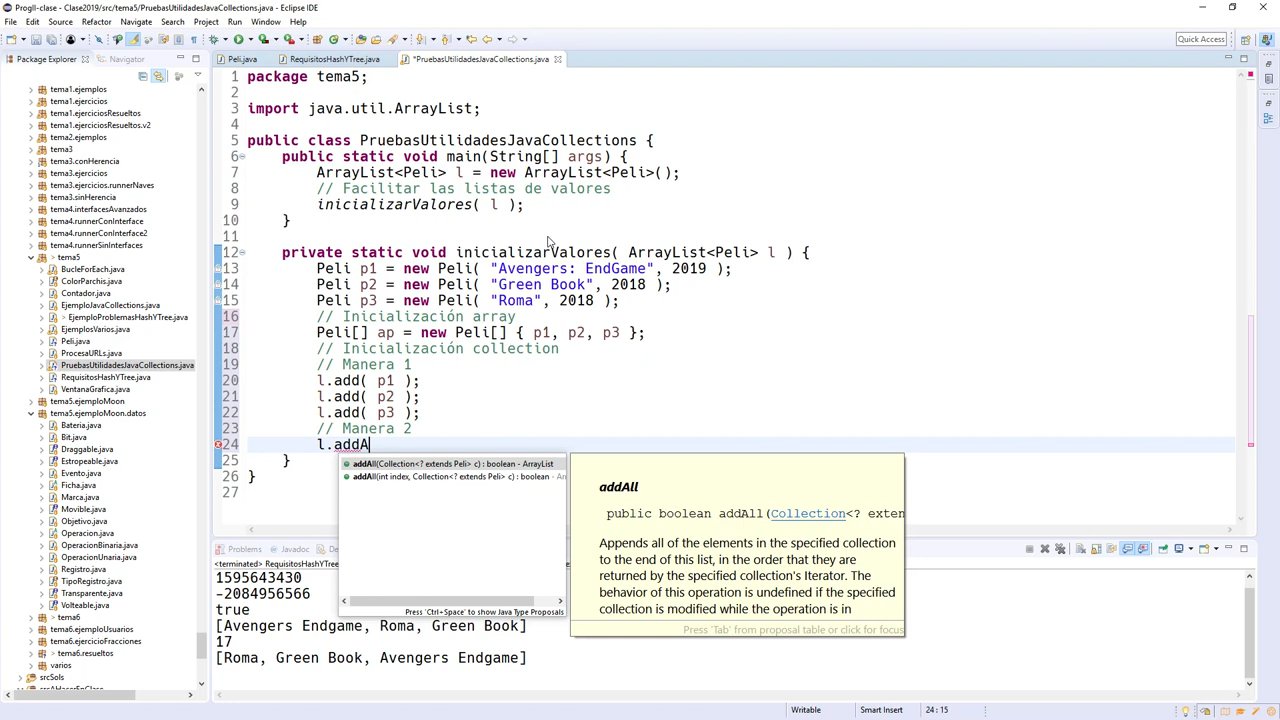 ProgII-clase - Clase2019/src/tema5/PruebasUtilidadesJavaCollections.java - Eclipse IDE
File Edit Source Refactor Navigate Search Project Run Window Help
Quick Access
Package Explorer
Navigator
Peli.java
RequisitosHashYTree.java
*PruebasUtilidadesJavaCollections.java
tema1.ejemplos
tema1.ejercicios
tema1.ejerciciosResueltos
tema1.ejerciciosResueltos.v2
tema2.ejemplos
tema3
tema3.conHerencia
tema3.ejercicios
tema3.ejercicios.runnerNaves
tema3.sinHerencia
tema4.interfacesAvanzados
tema4.runnerConInterface
tema4.runnerConInterface2
tema4.runnerSinInterfaces
> tema5
BucleForEach.java
ColorParchis.java
Contador.java
EjemploJavaCollections.java
> EjemploProblemasHashYTree.java
EjemplosVarios.java
Peli.java
ProcesaURLs.java
PruebasUtilidadesJavaCollections.java
RequisitosHashYTree.java
VentanaGrafica.java
tema5.ejemploMoon
tema5.ejemploMoon.datos
Bateria.java
Bit.java
Draggable.java
Estropeable.java
Evento.java
Ficha.java
Marca.java
Movible.java
Objetivo.java
Operacion.java
OperacionBinaria.java
OperacionUnaria.java
Registro.java
TipoRegistro.java
Transparente.java
Volteable.java
> tema6
tema6.ejemploUsuarios
tema6.ejercicioFracciones
> tema6.resueltos
varios
srcSols
1 package tema5;
2
3 import java.util.ArrayList;
4
5 public class PruebasUtilidadesJavaCollections {
6 public static void main(String[] args) {
7 ArrayList<Peli> l = new ArrayList<Peli>();
8 // Facilitar las listas de valores
9 inicializarValores( l );
10 }
11
12 private static void inicializarValores( ArrayList<Peli> l ) {
13 Peli p1 = new Peli( "Avengers: EndGame", 2019 );
14 Peli p2 = new Peli( "Green Book", 2018 );
15 Peli p3 = new Peli( "Roma", 2018 );
16 // Inicialización array
17 Peli[] ap = new Peli[] { p1, p2, p3 };
18 // Inicialización collection
19 // Manera 1
20 l.add( p1 );
21 l.add( p2 );
22 l.add( p3 );
23 // Manera 2
24 l.addA
25 }
26 }
27
addAll(Collection<? extends Peli> c) : boolean - ArrayList
addAll(int index, Collection<? extends Peli> c) : boolean - Ar
Press 'Ctrl+Space' to show Java Type Proposals
addAll
public boolean addAll(Collection<? exten
Appends all of the elements in the specified collection
to the end of this list, in the order that they are
returned by the specified collection's Iterator. The
behavior of this operation is undefined if the specified
collection is modified while the operation is in
Press 'Tab' from proposal table or click for focus
Problems
Javadoc
De
<terminated> RequisitosHashYTree
1595643430
-2084956566
true
[Avengers Endgame, Roma, Green Book]
17
[Roma, Green Book, Avengers Endgame]
Writable
Smart Insert
24 : 15